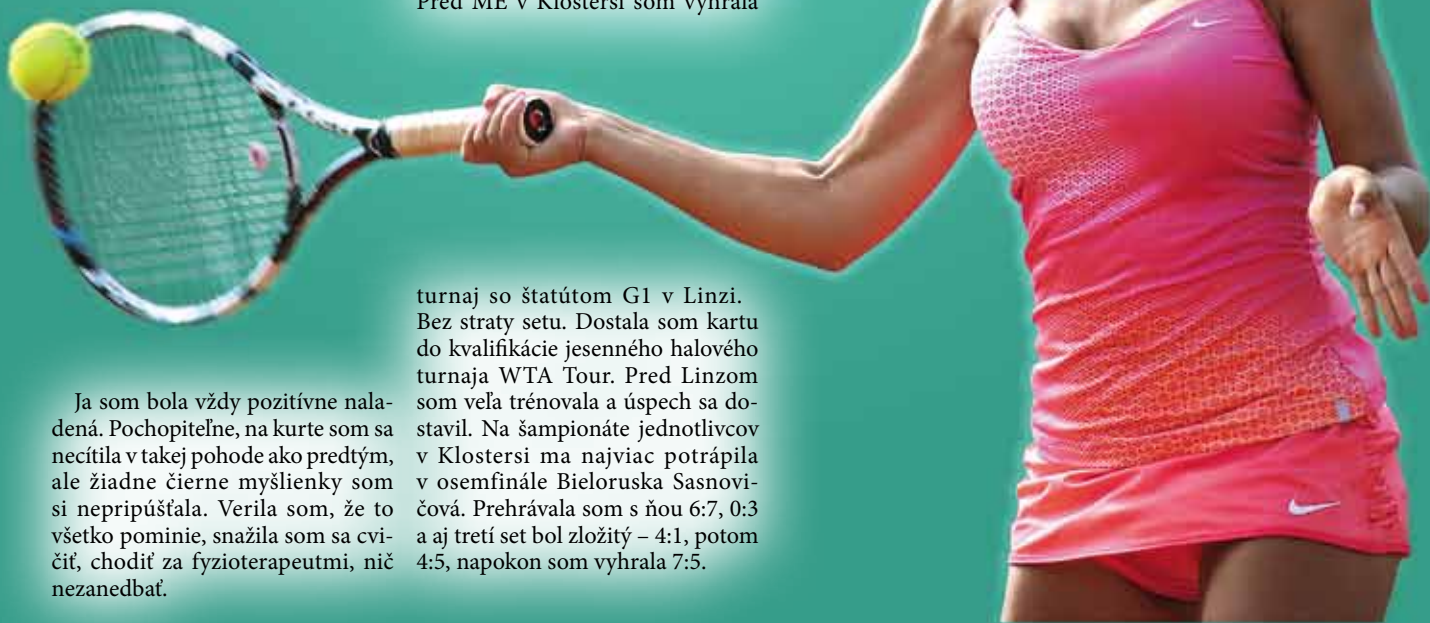 Ja som bola vždy pozitívne nala-
dená. Pochopiteľne, na kurte som sa
necítila v takej pohode ako predtým,
ale žiadne čierne myšlienky som
si nepripúšťala. Verila som, že to
všetko pominie, snažila som sa cvi-
čiť, chodiť za fyzioterapeutmi, nič
nezanedbať.
Pred ME v Klostersi som vyhrala
turnaj so štatútom G1 v Linzi.
Bez straty setu. Dostala som kartu
do kvalifikácie jesenného halového
turnaja WTA Tour. Pred Linzom
som veľa trénovala a úspech sa do-
stavil. Na šampionáte jednotlivcov
v Klostersi ma najviac potrápila
v osemfinále Bieloruska Sasnovi-
čová. Prehrávala som s ňou 6:7, 0:3
a aj tretí set bol zložitý – 4:1, potom
4:5, napokon som vyhrala 7:5.